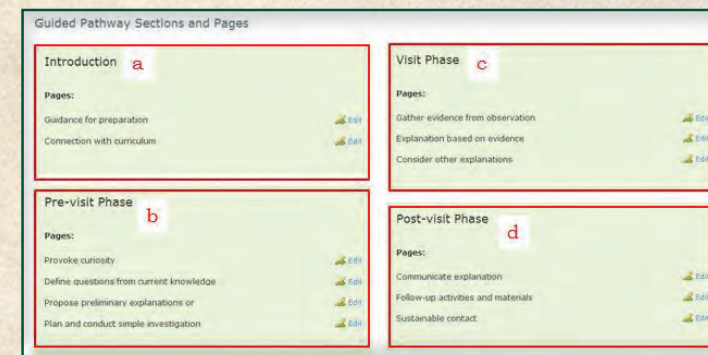 Guided Pathway Sections and Pages
Introduction a
Pages:
Guidance for preparation Edit
Connection with curriculum Edit
Pre-visit Phase
b
Pages:
Provoke curiosity Edit
Define questions from current knowledge Edit
Propose preliminary explanations or Edit
Plan and conduct simple investigation Edit
Visit Phase
c
Pages:
Gather evidence from observation Edit
Explanation based on evidence Edit
Consider other explanations Edit
Post-visit Phase
d
Pages:
Communicate explanation Edit
Follow-up activities and materials Edit
Sustainable contact Edit